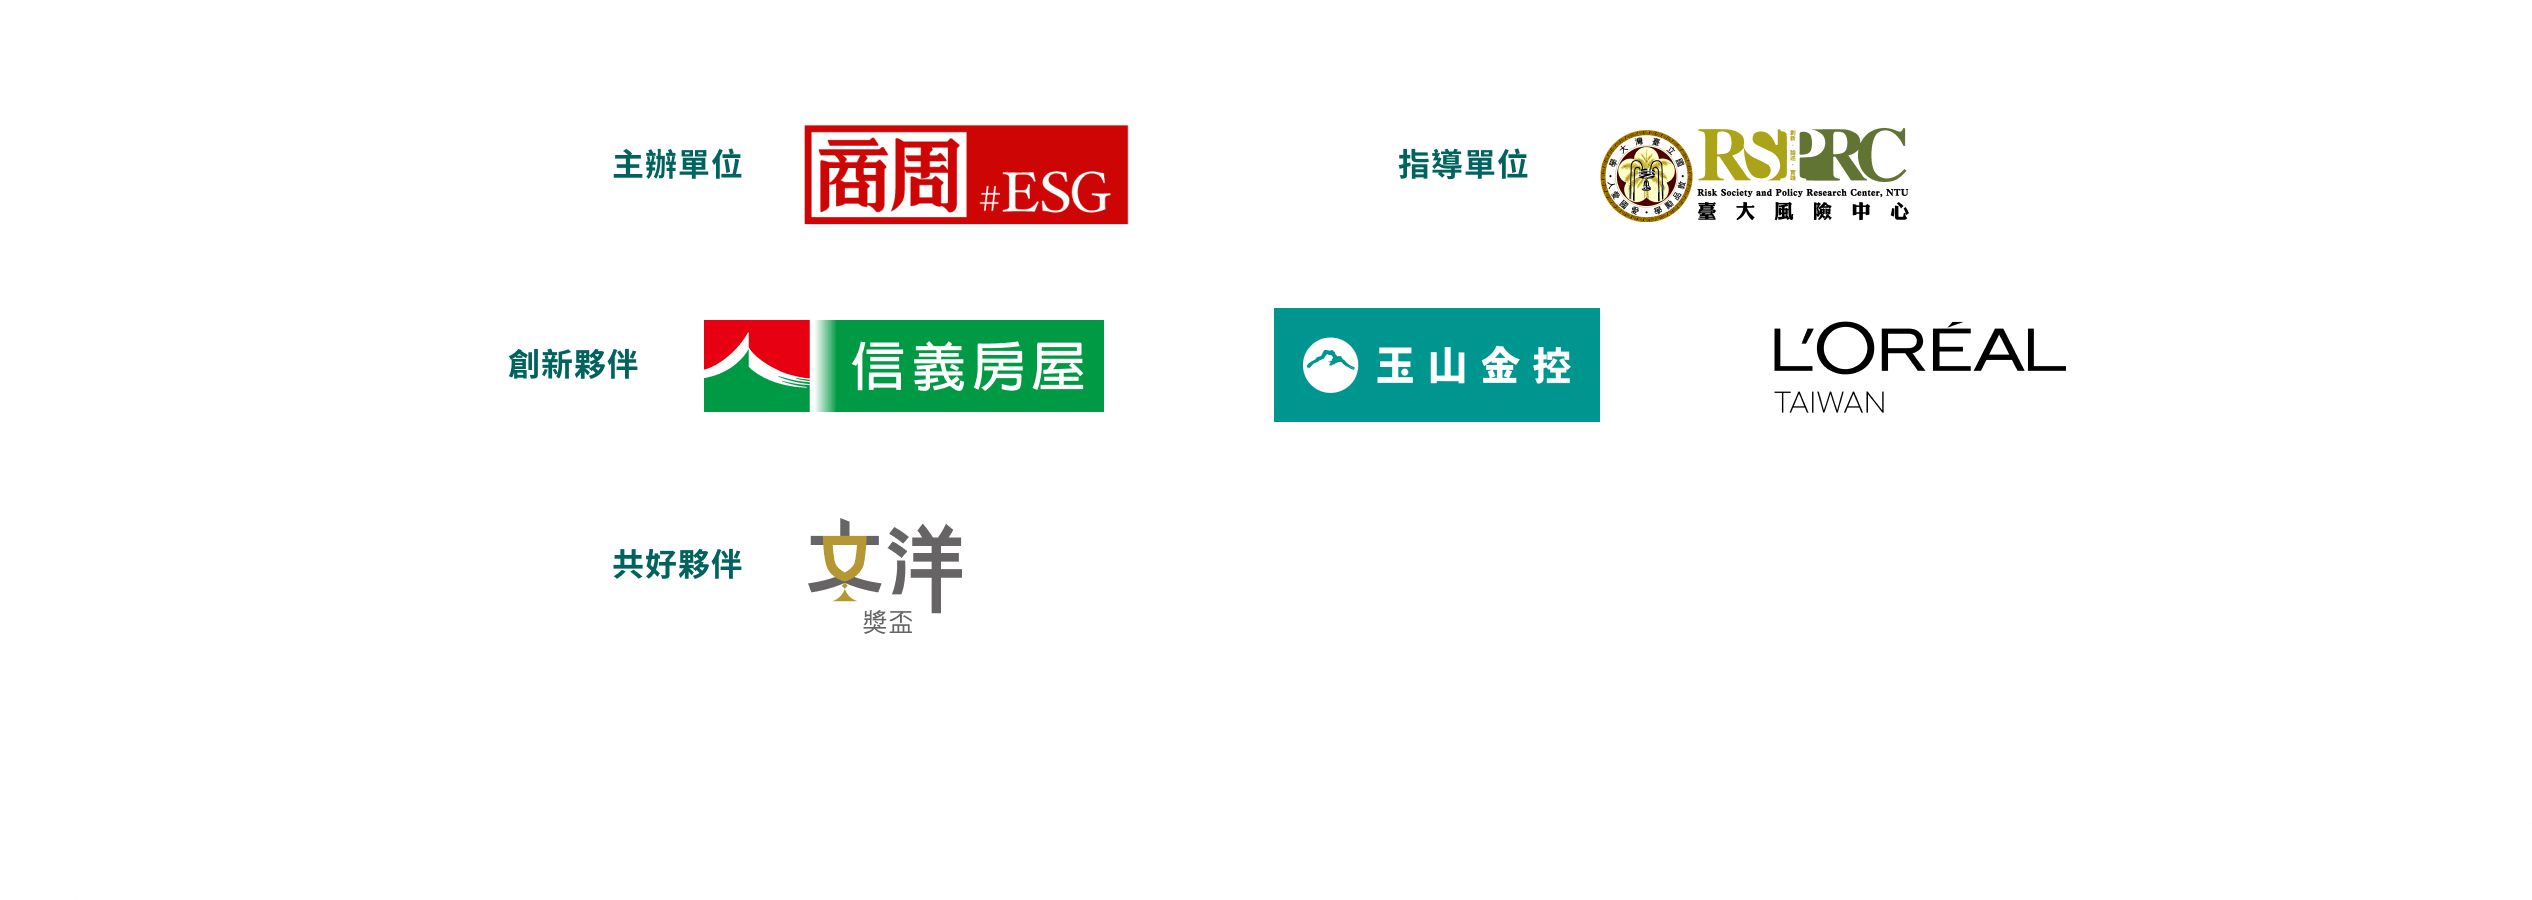 主辦單位
商周 #ESG
指導單位
RSPRC
Risk Society and Policy Research Center, NTU
臺大風險中心
創新夥伴
信義房屋
玉山金控
L'ORÉAL
TAIWAN
共好夥伴
文洋
獎盃